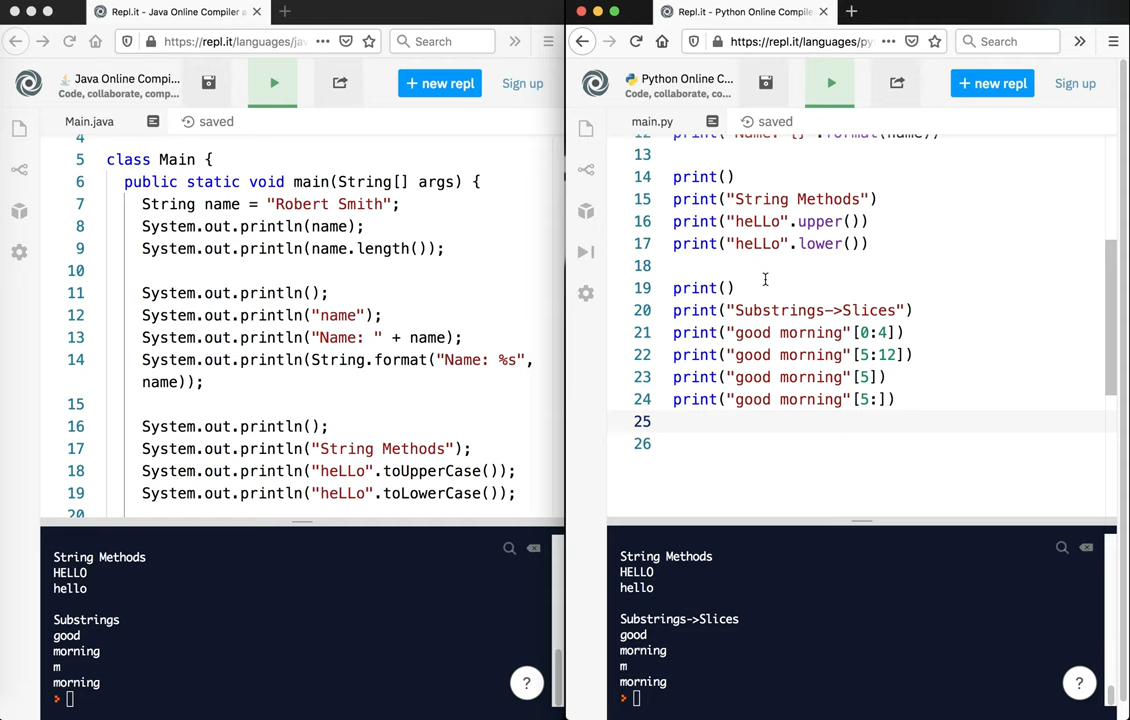 Repl.it - Java Online Compiler a
https://repl.it/languages/jav
Search
Java Online Compi...
Code, collaborate, comp...
+ new repl
Sign up
Main.java
saved
4
5 class Main {
6 public static void main(String[] args) {
7 String name = "Robert Smith";
8 System.out.println(name);
9 System.out.println(name.length());
10
11 System.out.println();
12 System.out.println("name");
13 System.out.println("Name: " + name);
14 System.out.println(String.format("Name: %s",
name));
15
16 System.out.println();
17 System.out.println("String Methods");
18 System.out.println("heLLo".toUpperCase());
19 System.out.println("heLLo".toLowerCase());
20
String Methods
HELLO
hello
Substrings
good
morning
m
morning
?
Repl.it - Python Online Compile
https://repl.it/languages/py
Search
Python Online C...
Code, collaborate, co...
+ new repl
Sign up
main.py
saved
12 print("Name: {}".format(name))
13
14 print()
15 print("String Methods")
16 print("heLLo".upper())
17 print("heLLo".lower())
18
19 print()
20 print("Substrings->Slices")
21 print("good morning"[0:4])
22 print("good morning"[5:12])
23 print("good morning"[5])
24 print("good morning"[5:])
25
26
String Methods
HELLO
hello
Substrings->Slices
good
morning
m
morning
?